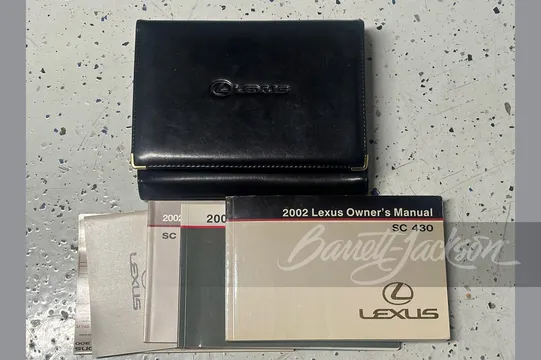 LEXUS
2002 Lexus Owner's Manual
SC 430
LEXUS
200
2002
SC
LEXUS
Barrett-Jackson